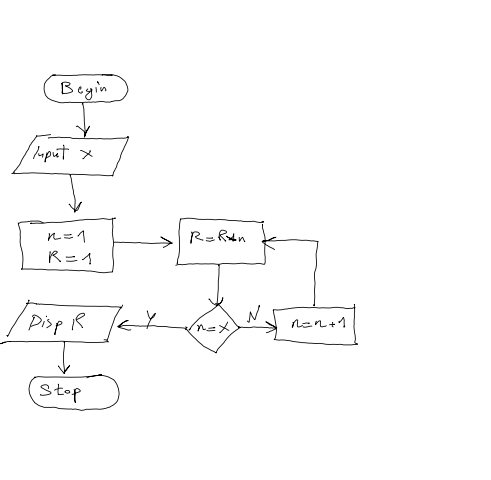 Begin
Input x
n=1
R=1
R=R*n
n=x
Y
N
n=n+1
Disp R
Stop